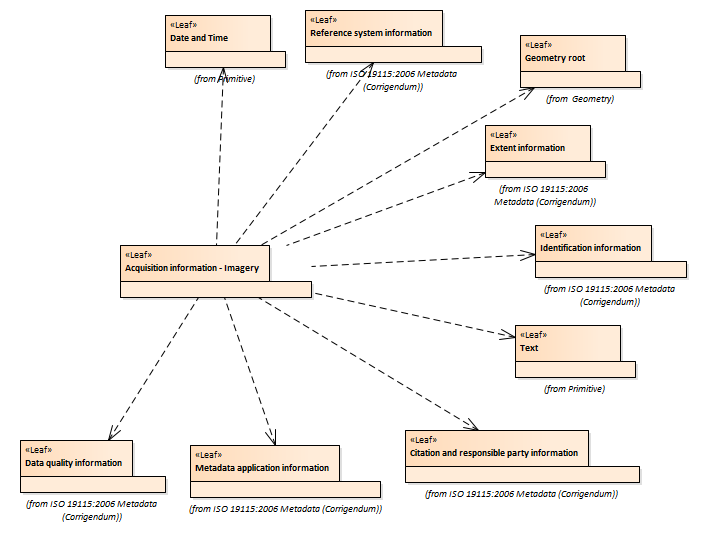 «Leaf»
Date and Time
(from Primitive)
«Leaf»
Reference system information
(from ISO 19115:2006 Metadata
(Corrigendum))
«Leaf»
Geometry root
(from  Geometry)
«Leaf»
Extent information
(from ISO 19115:2006
Metadata (Corrigendum))
«Leaf»
Identification information
(from ISO 19115:2006 Metadata
(Corrigendum))
«Leaf»
Acquisition information - Imagery
«Leaf»
Text
(from Primitive)
«Leaf»
Data quality information
(from ISO 19115:2006 Metadata
(Corrigendum))
«Leaf»
Metadata application information
(from ISO 19115:2006 Metadata (Corrigendum))
«Leaf»
Citation and responsible party information
(from ISO 19115:2006 Metadata (Corrigendum))